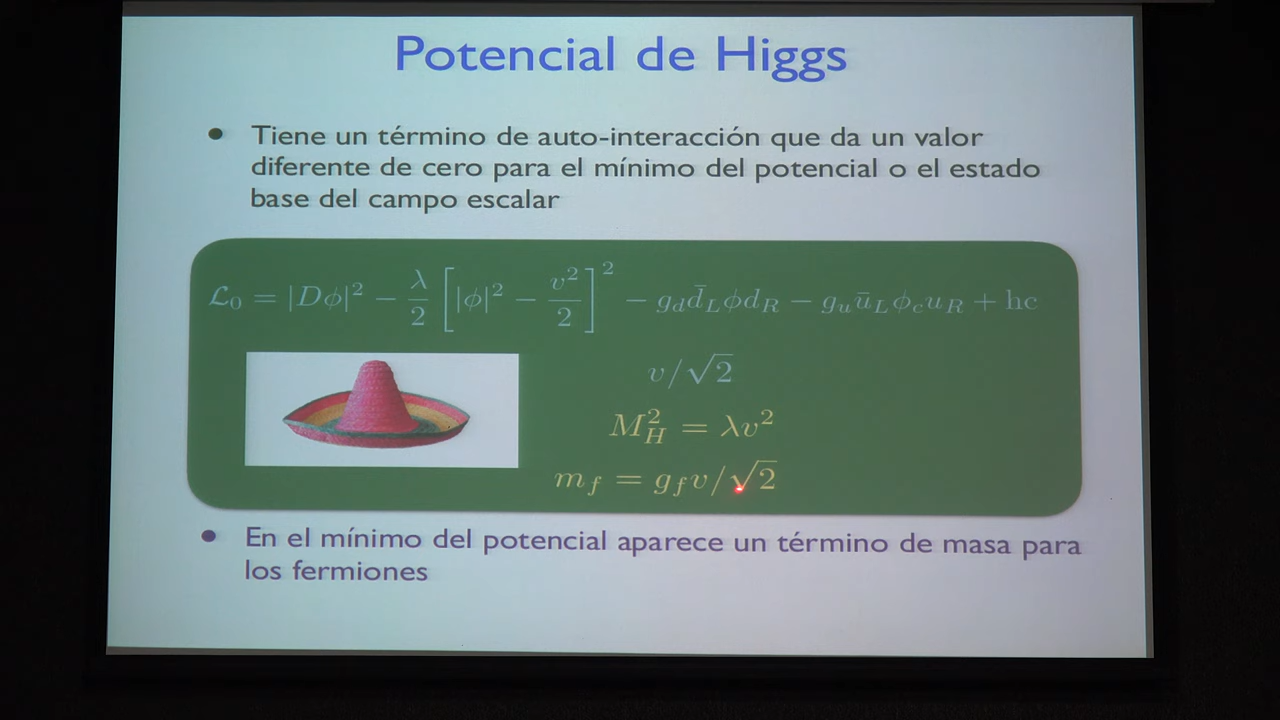 Potencial de Higgs
• Tiene un término de auto-interacción que da un valor
diferente de cero para el mínimo del potencial o el estado
base del campo escalar
ℒ₀ = |Dϕ|² − λ/2 [|ϕ|² − v²/2]² − g_d d̄_L ϕ d_R − g_u ū_L ϕ_c u_R + hc
v/√2
M_H² = λv²
m_f = g_f v/√2
• En el mínimo del potencial aparece un término de masa para
los fermiones